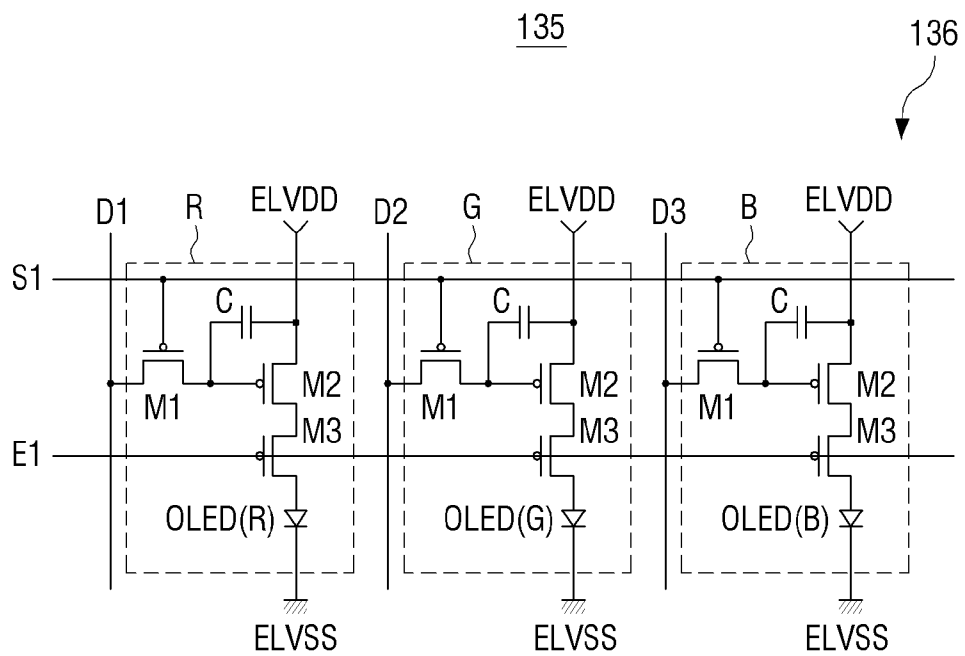 135
136
D1 R ELVDD D2 G ELVDD D3 B ELVDD
S1
C C C
M1 M2 M1 M2 M1 M2
M3 M3 M3
E1
OLED(R) OLED(G) OLED(B)
ELVSS ELVSS ELVSS